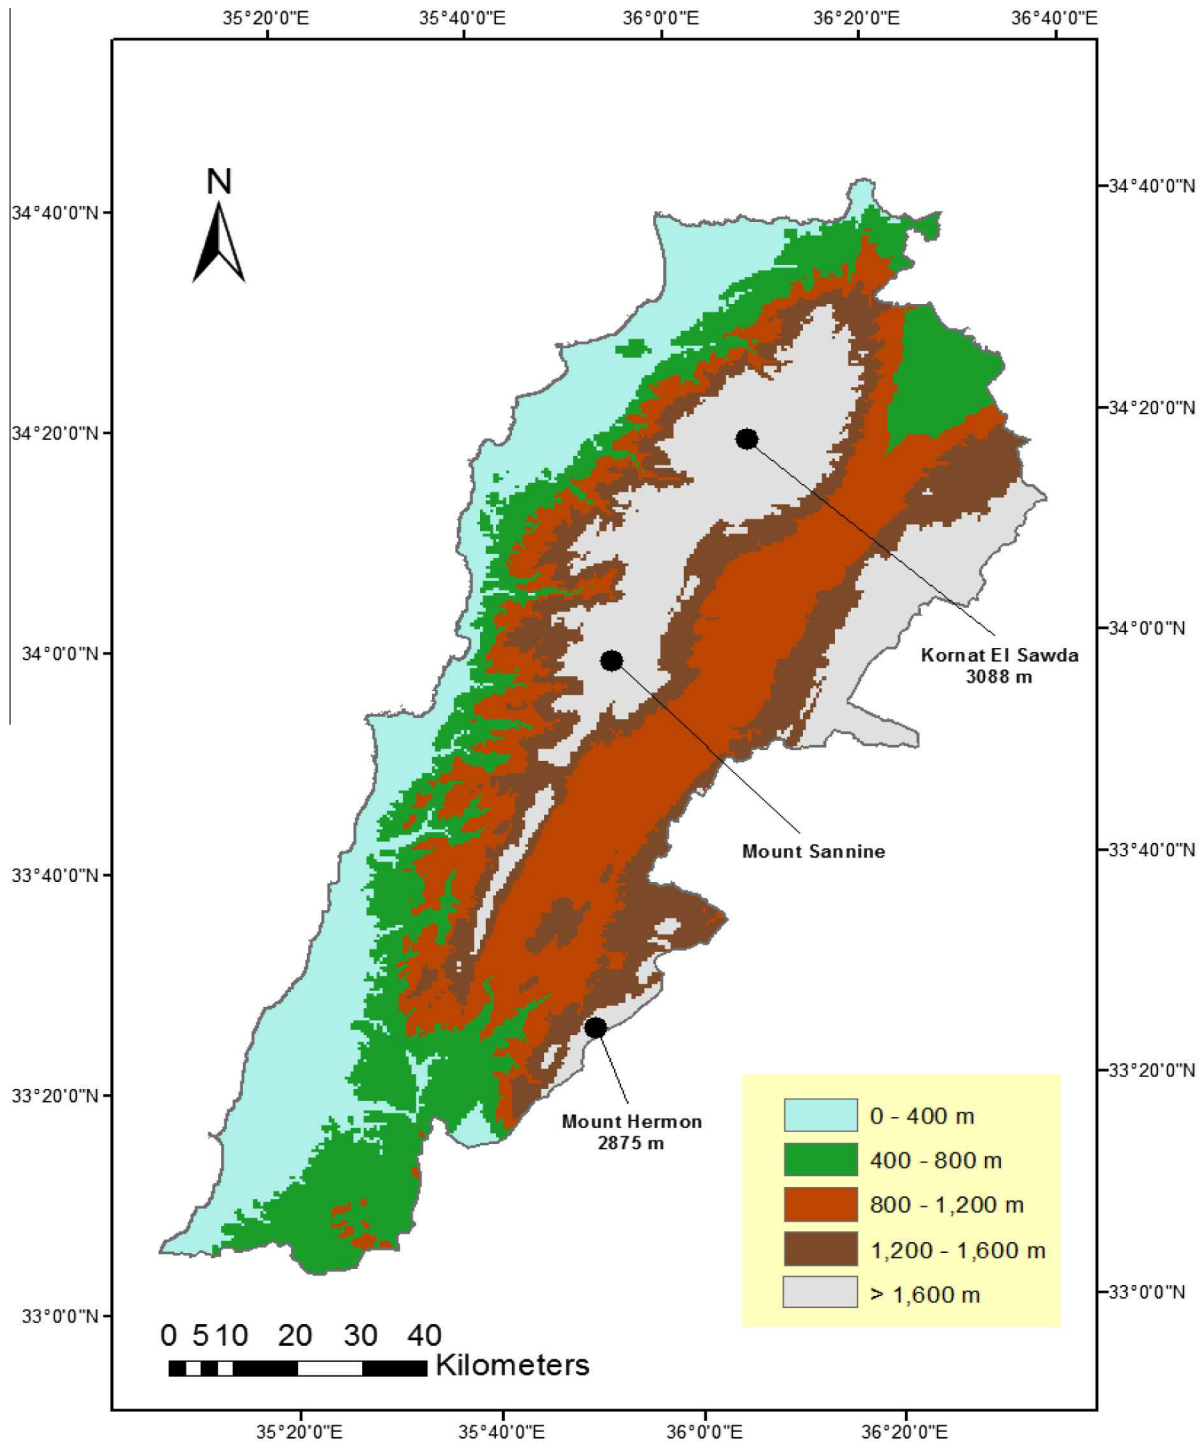 35°20'0"E 35°40'0"E 36°00'0"E 36°20'0"E 36°40'0"E
N
34°40'0"N
34°40'0"N
34°20'0"N
34°20'0"N
34°0'0"N
Kornat El Sawda
3088 m
34°0'0"N
Mount Sannine
33°40'0"N
33°40'0"N
33°20'0"N
33°20'0"N
Mount Hermon
2875 m
0 - 400 m
400 - 800 m
800 - 1,200 m
1,200 - 1,600 m
> 1,600 m
33°0'0"N
33°0'0"N
0 5 10 20 30 40
Kilometers
35°20'0"E 35°40'0"E 36°0'0"E 36°20'0"E